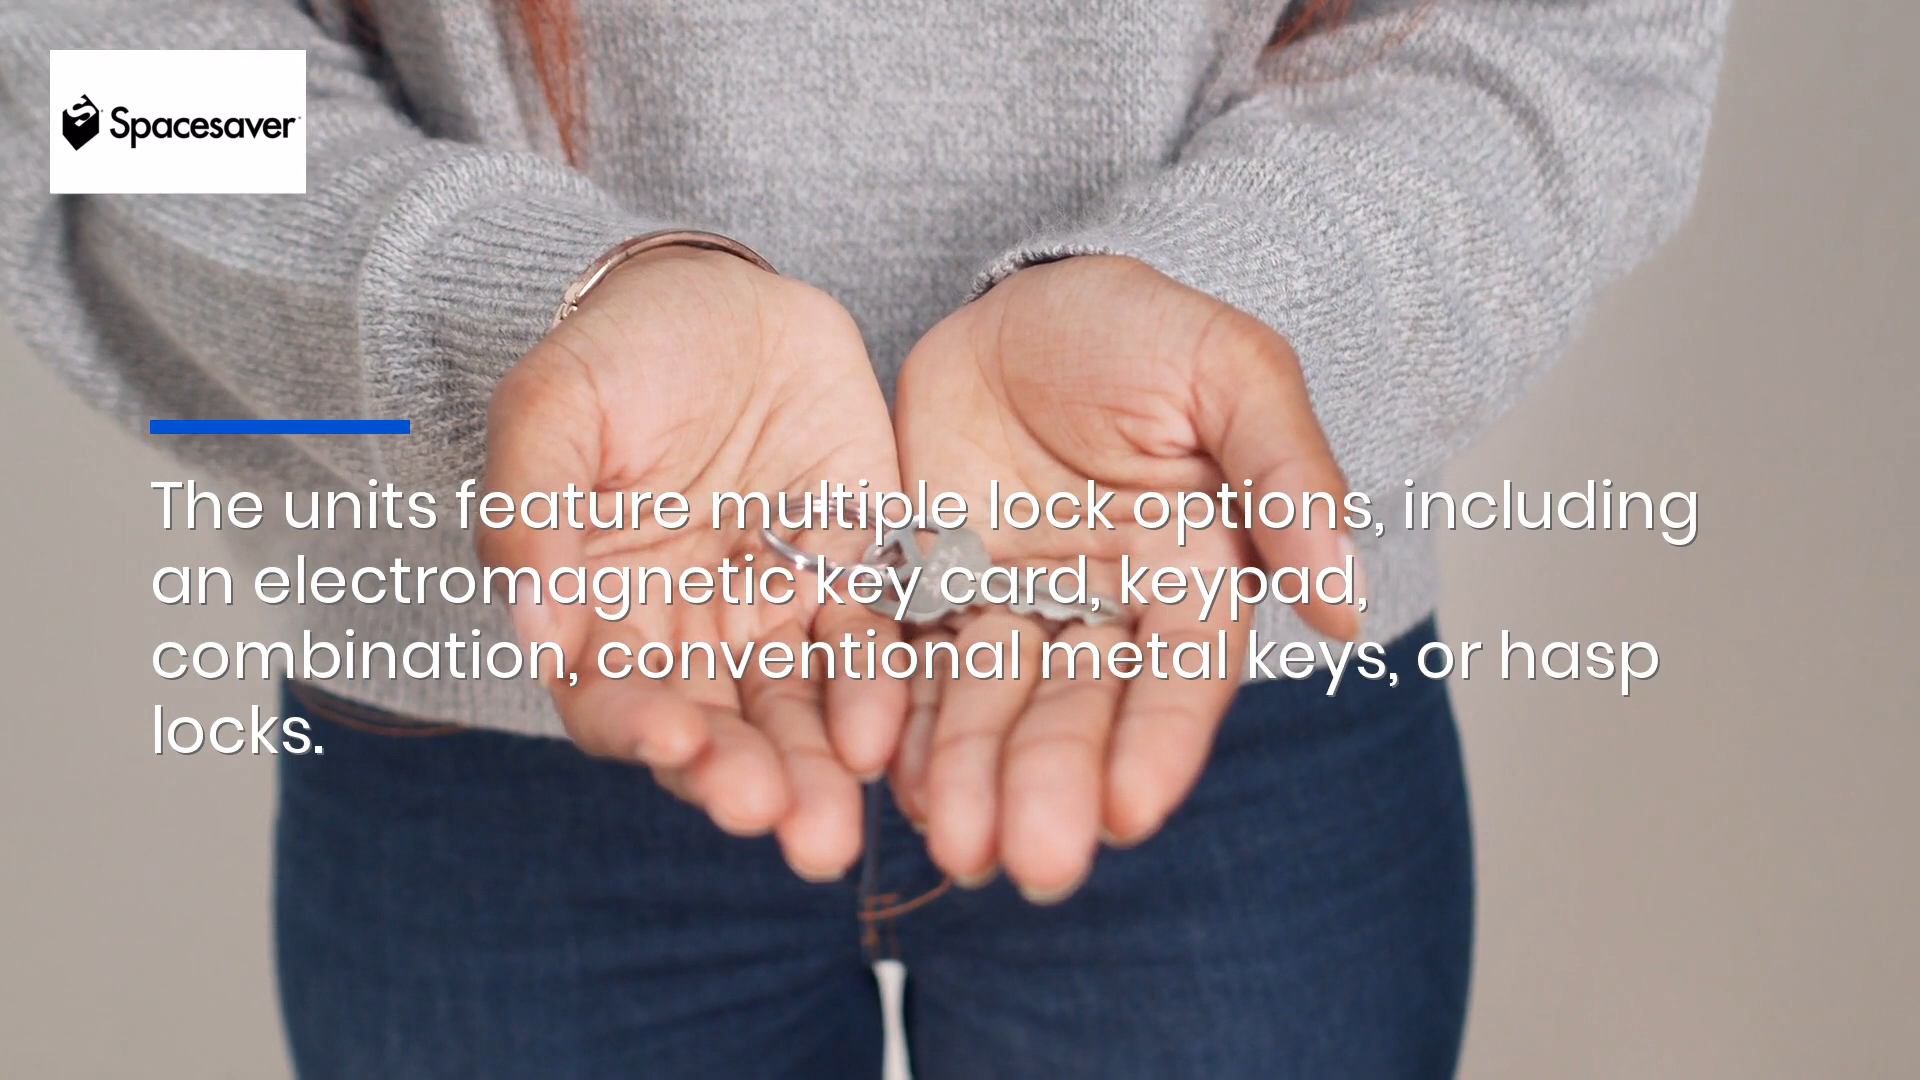 Spacesaver
The units feature multiple lock options, including
an electromagnetic key card, keypad,
combination, conventional metal keys, or hasp
locks.